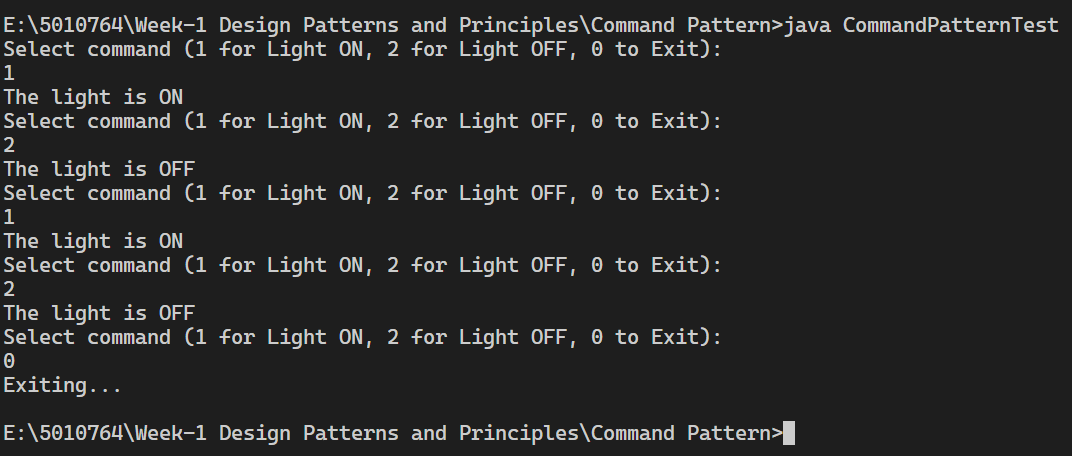 E:\5010764\Week-1 Design Patterns and Principles\Command Pattern>java CommandPatternTest
Select command (1 for Light ON, 2 for Light OFF, 0 to Exit):
1
The light is ON
Select command (1 for Light ON, 2 for Light OFF, 0 to Exit):
2
The light is OFF
Select command (1 for Light ON, 2 for Light OFF, 0 to Exit):
1
The light is ON
Select command (1 for Light ON, 2 for Light OFF, 0 to Exit):
2
The light is OFF
Select command (1 for Light ON, 2 for Light OFF, 0 to Exit):
0
Exiting...
E:\5010764\Week-1 Design Patterns and Principles\Command Pattern>